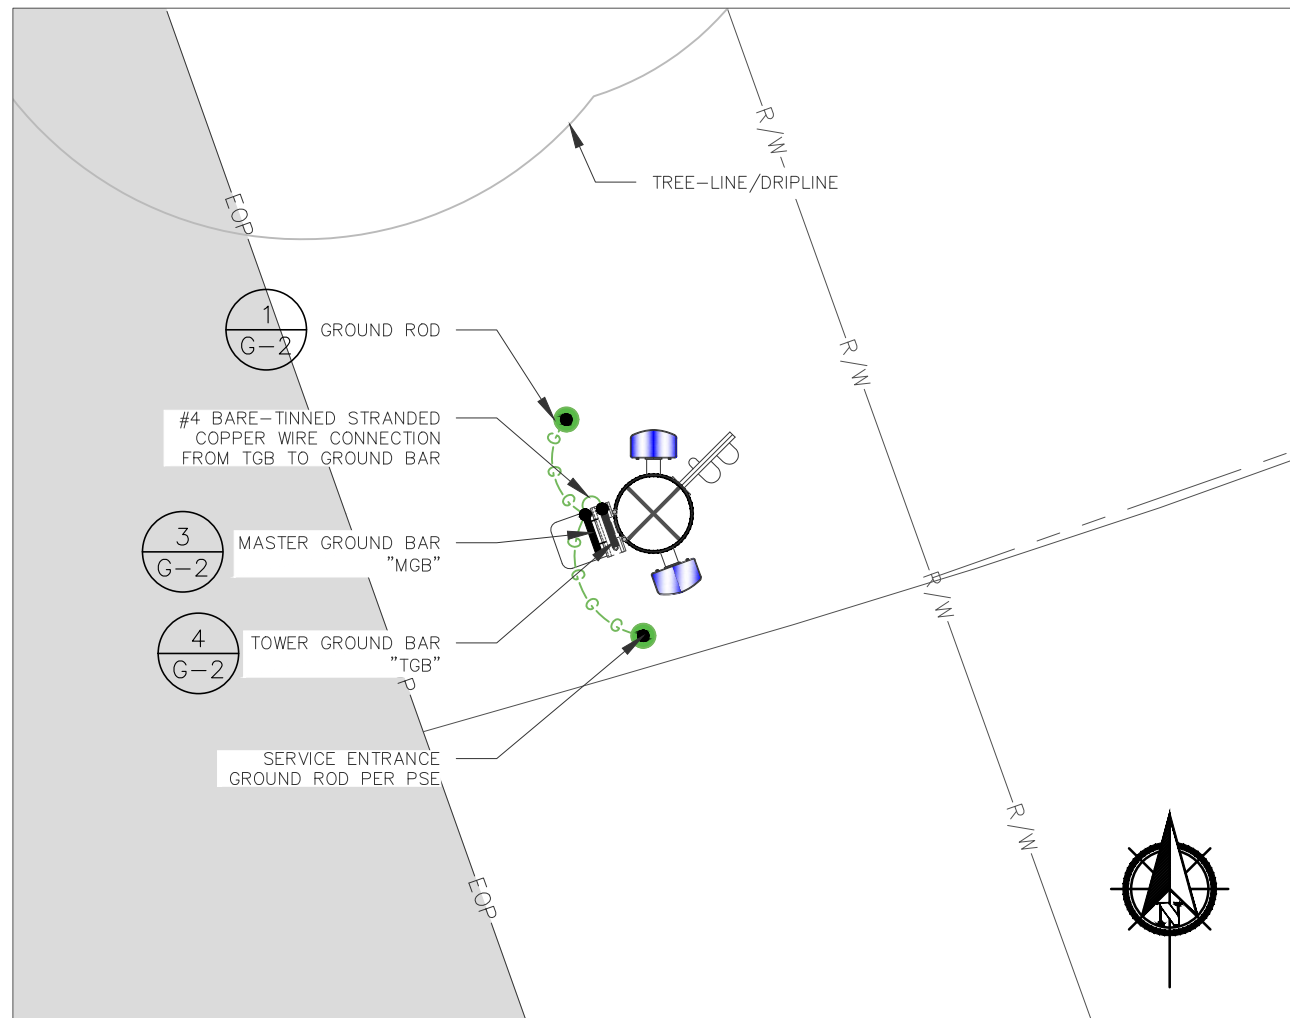 R/W
TREE-LINE/DRIPLINE
EOP
1
G-2
GROUND ROD
R/W
#4 BARE-TINNED STRANDED
COPPER WIRE CONNECTION
FROM TGB TO GROUND BAR
G
G
G
3
G-2
MASTER GROUND BAR
"MGB"
G
G
G
G
R/W
4
G-2
TOWER GROUND BAR
"TGB"
P
SERVICE ENTRANCE
GROUND ROD PER PSE
R/W
EOP
N